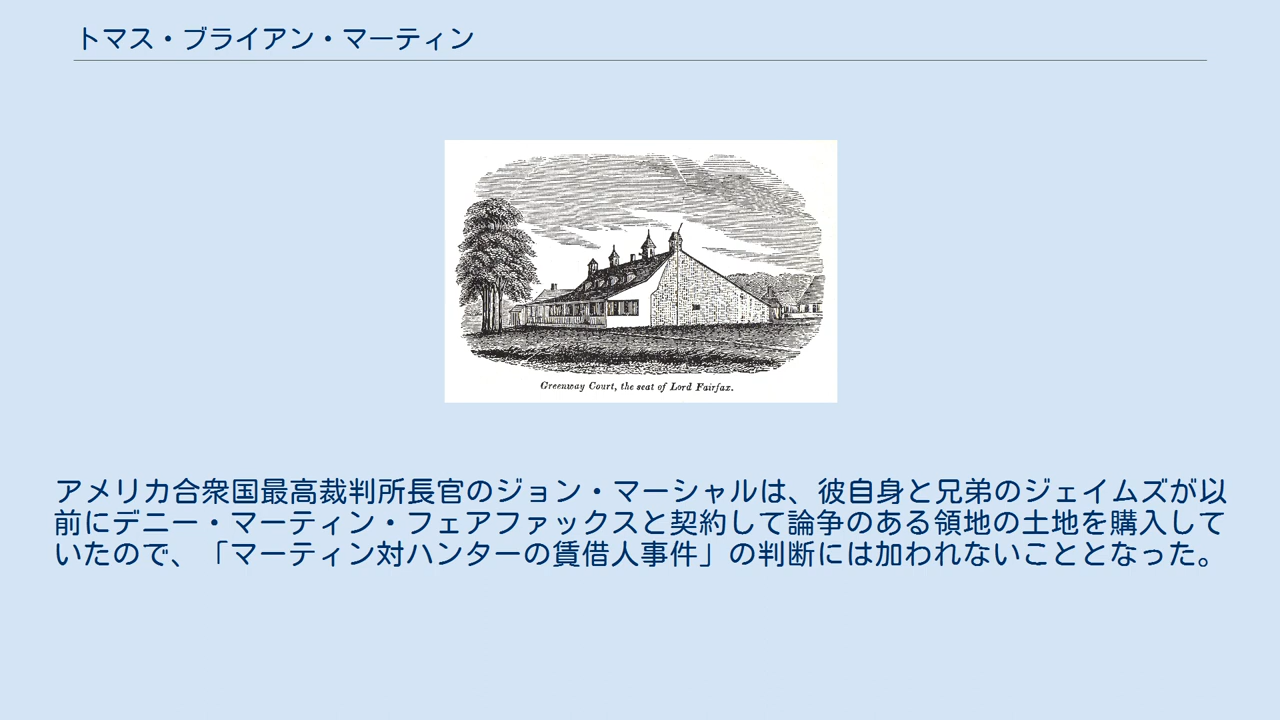 トマス・ブライアン・マーティン
Greenway Court, the seat of Lord Fairfax.
アメリカ合衆国最高裁判所長官のジョン・マーシャルは、彼自身と兄弟のジェイムズが以
前にデニー・マーティン・フェアファックスと契約して論争のある領地の土地を購入して
いたので、「マーティン対ハンターの賃借人事件」の判断には加われないこととなった。